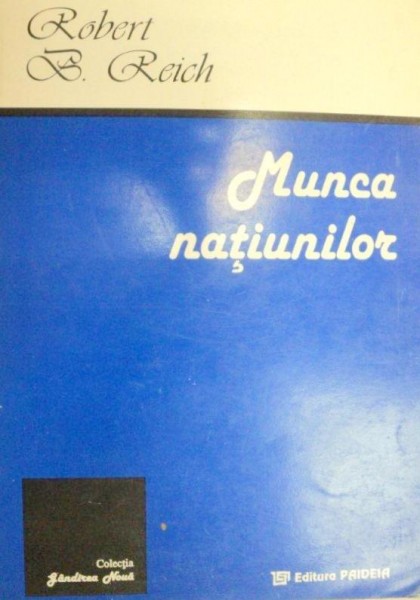 Robert
B. Reich
Munca
națiunilor
Colecția
Gândirea Nouă
Editura PAIDEIA